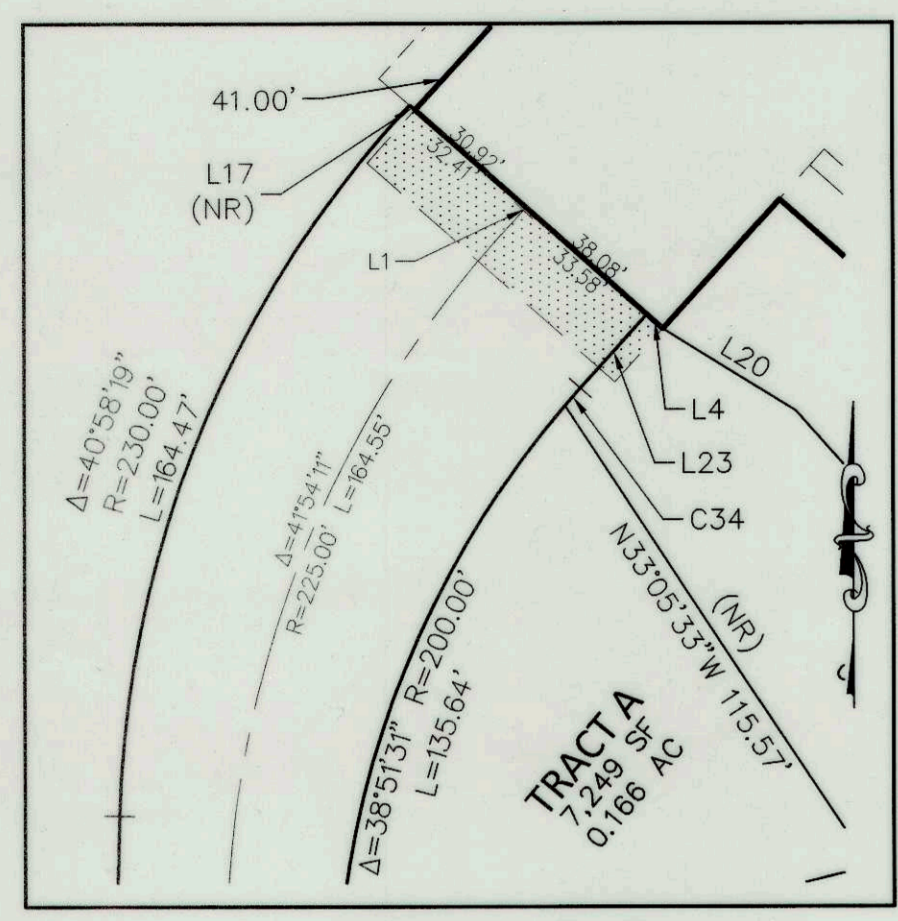 41.00'
L17
(NR)
30.92'
32.41'
L1
38.08'
33.58'
L20
L4
L23
C34
Δ=40°58'19"
R=230.00'
L=164.47'
Δ=41°54'11"
R=225.00' L=164.55'
Δ=38°51'31" R=200.00'
L=135.64'
(NR)
N33°05'33"W 115.57'
TRACT A
7,249 SF
0.166 AC